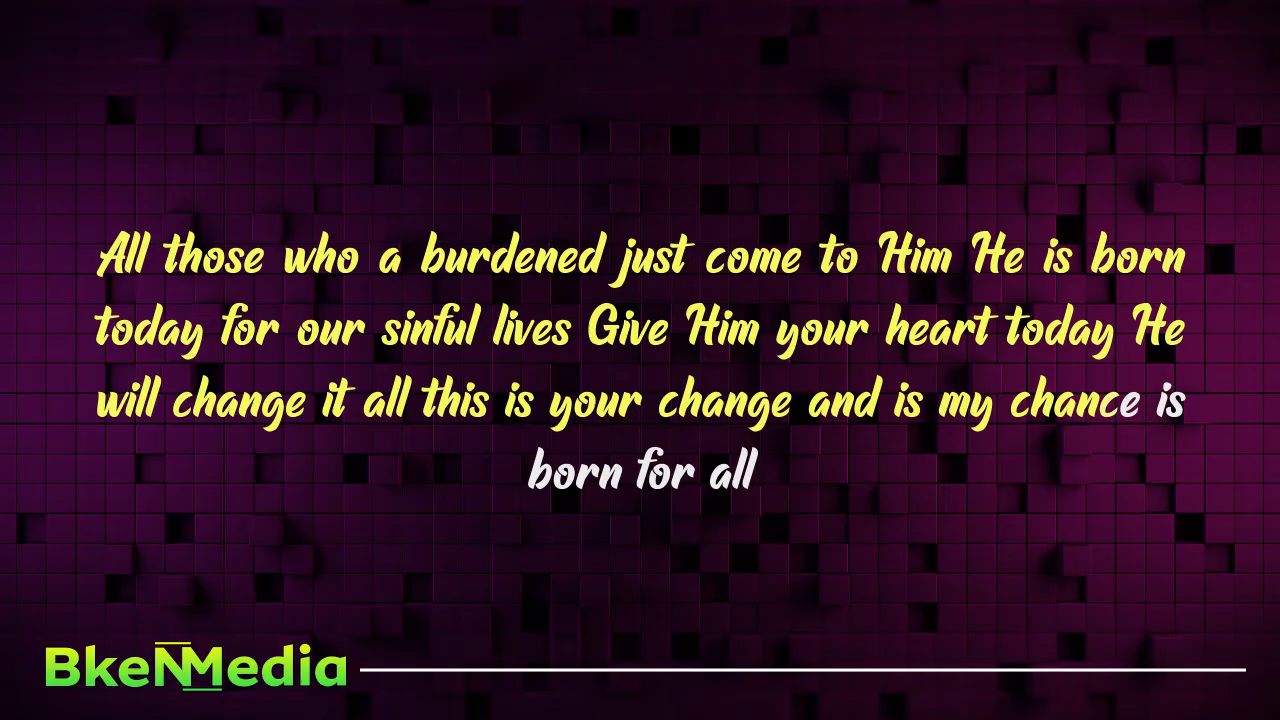 All those who a burdened just come to Him He is born
today for our sinful lives Give Him your heart today He
will change it all this is your change and is my chance is
born for all
BkeNMedia